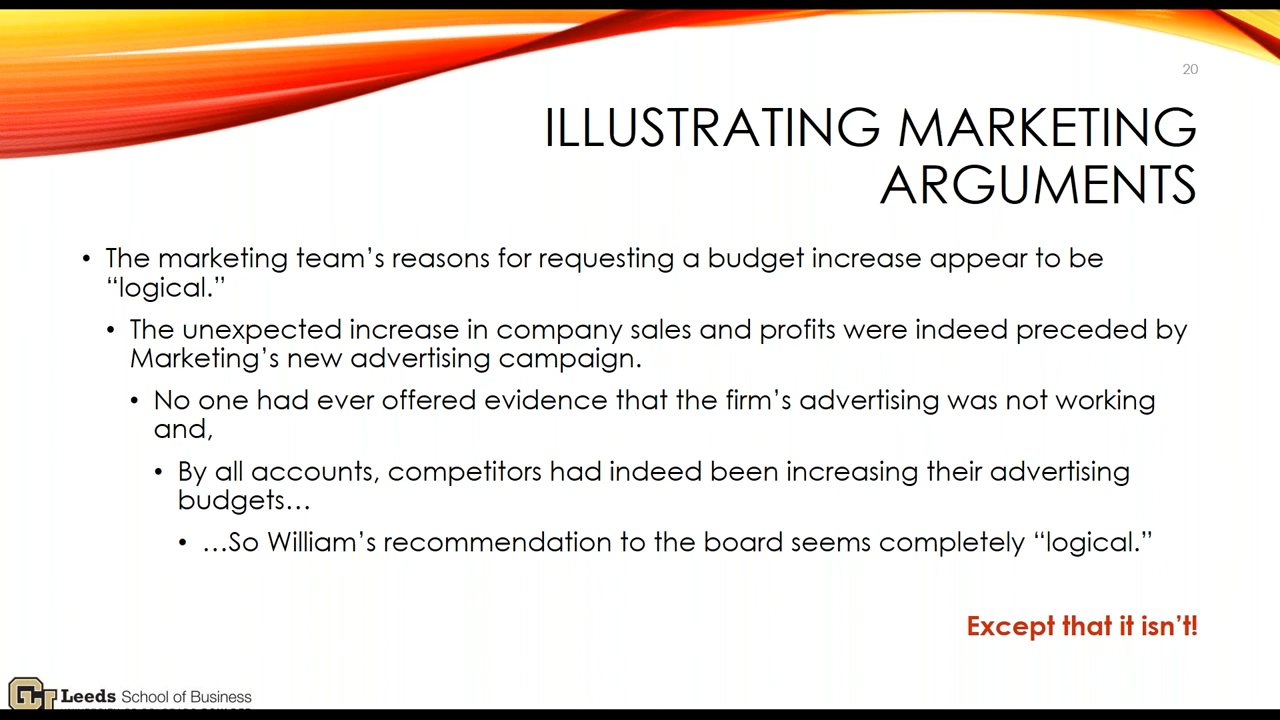 20
ILLUSTRATING MARKETING
ARGUMENTS
• The marketing team’s reasons for requesting a budget increase appear to be
“logical.”
• The unexpected increase in company sales and profits were indeed preceded by
Marketing’s new advertising campaign.
• No one had ever offered evidence that the firm’s advertising was not working
and,
• By all accounts, competitors had indeed been increasing their advertising
budgets…
• …So William’s recommendation to the board seems completely “logical.”
Except that it isn’t!
Leeds School of Business